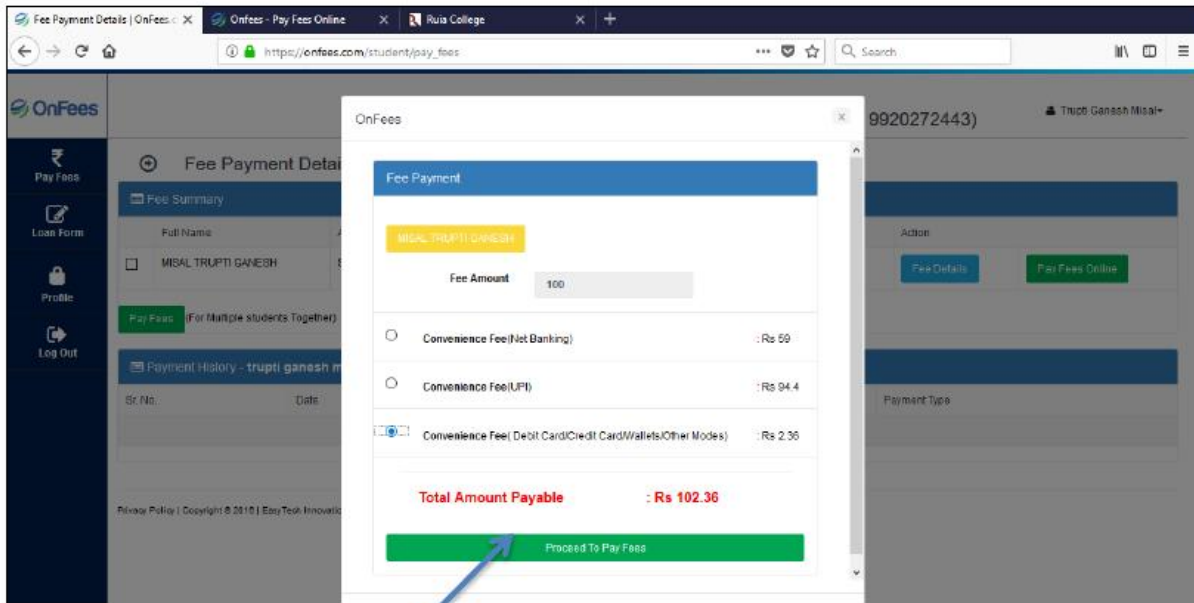 Fee Payment Details | OnFees.c
Onfees - Pay Fees Online
Ruia College
https://onfees.com/student/pay_fees
Search
OnFees
OnFees
9920272443)
Trupti Ganesh Misal
Pay Fees
Fee Payment Detai
Fee Payment
Fee Summary
Loan Form
Full Name
Action
MISAL TRUPTI GANESH
MISAL TRUPTI GANESH
Fee Details
Pay Fees Online
Fee Amount
100
Profile
Pay Fees
(For Multiple students Together)
Convenience Fee(Net Banking)
: Rs 59
Log Out
Payment History - trupti ganesh m
Convenience Fee(UPI)
: Rs 94.4
Sr. No.
Date
Payment Type
Convenience Fee( Debit Card/Credit Card/Wallets/Other Modes)
: Rs 2.36
Total Amount Payable
: Rs 102.36
Privacy Policy | Copyright © 2018 | EasyTech Innovatio
Proceed To Pay Fees